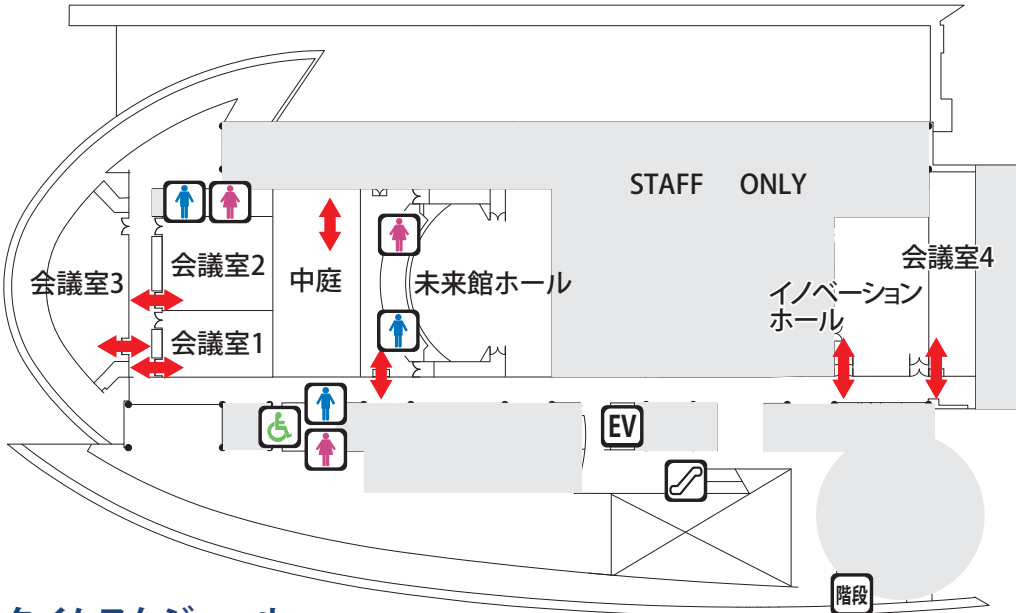 STAFF ONLY
会議室2
会議室3
中庭
未来館ホール
会議室4
イノベーション
ホール
会議室1
EV
階段